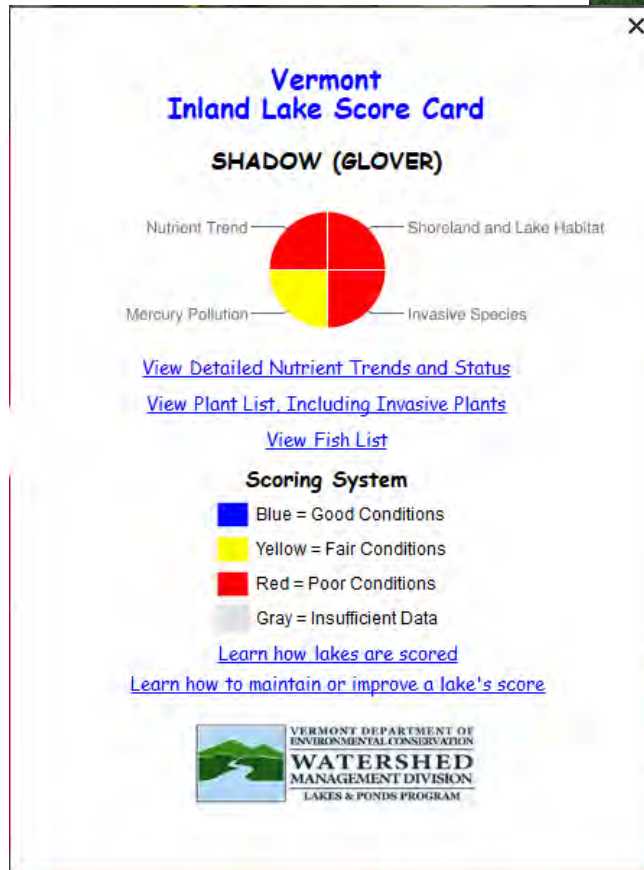 Vermont
Inland Lake Score Card
SHADOW (GLOVER)
Nutrient Trend
Shoreland and Lake Habitat
Mercury Pollution
Invasive Species
View Detailed Nutrient Trends and Status
View Plant List, Including Invasive Plants
View Fish List
Scoring System
Blue = Good Conditions
Yellow = Fair Conditions
Red = Poor Conditions
Gray = Insufficient Data
Learn how lakes are scored
Learn how to maintain or improve a lake's score
VERMONT DEPARTMENT OF
ENVIRONMENTAL CONSERVATION
WATERSHED
MANAGEMENT DIVISION
LAKES & PONDS PROGRAM